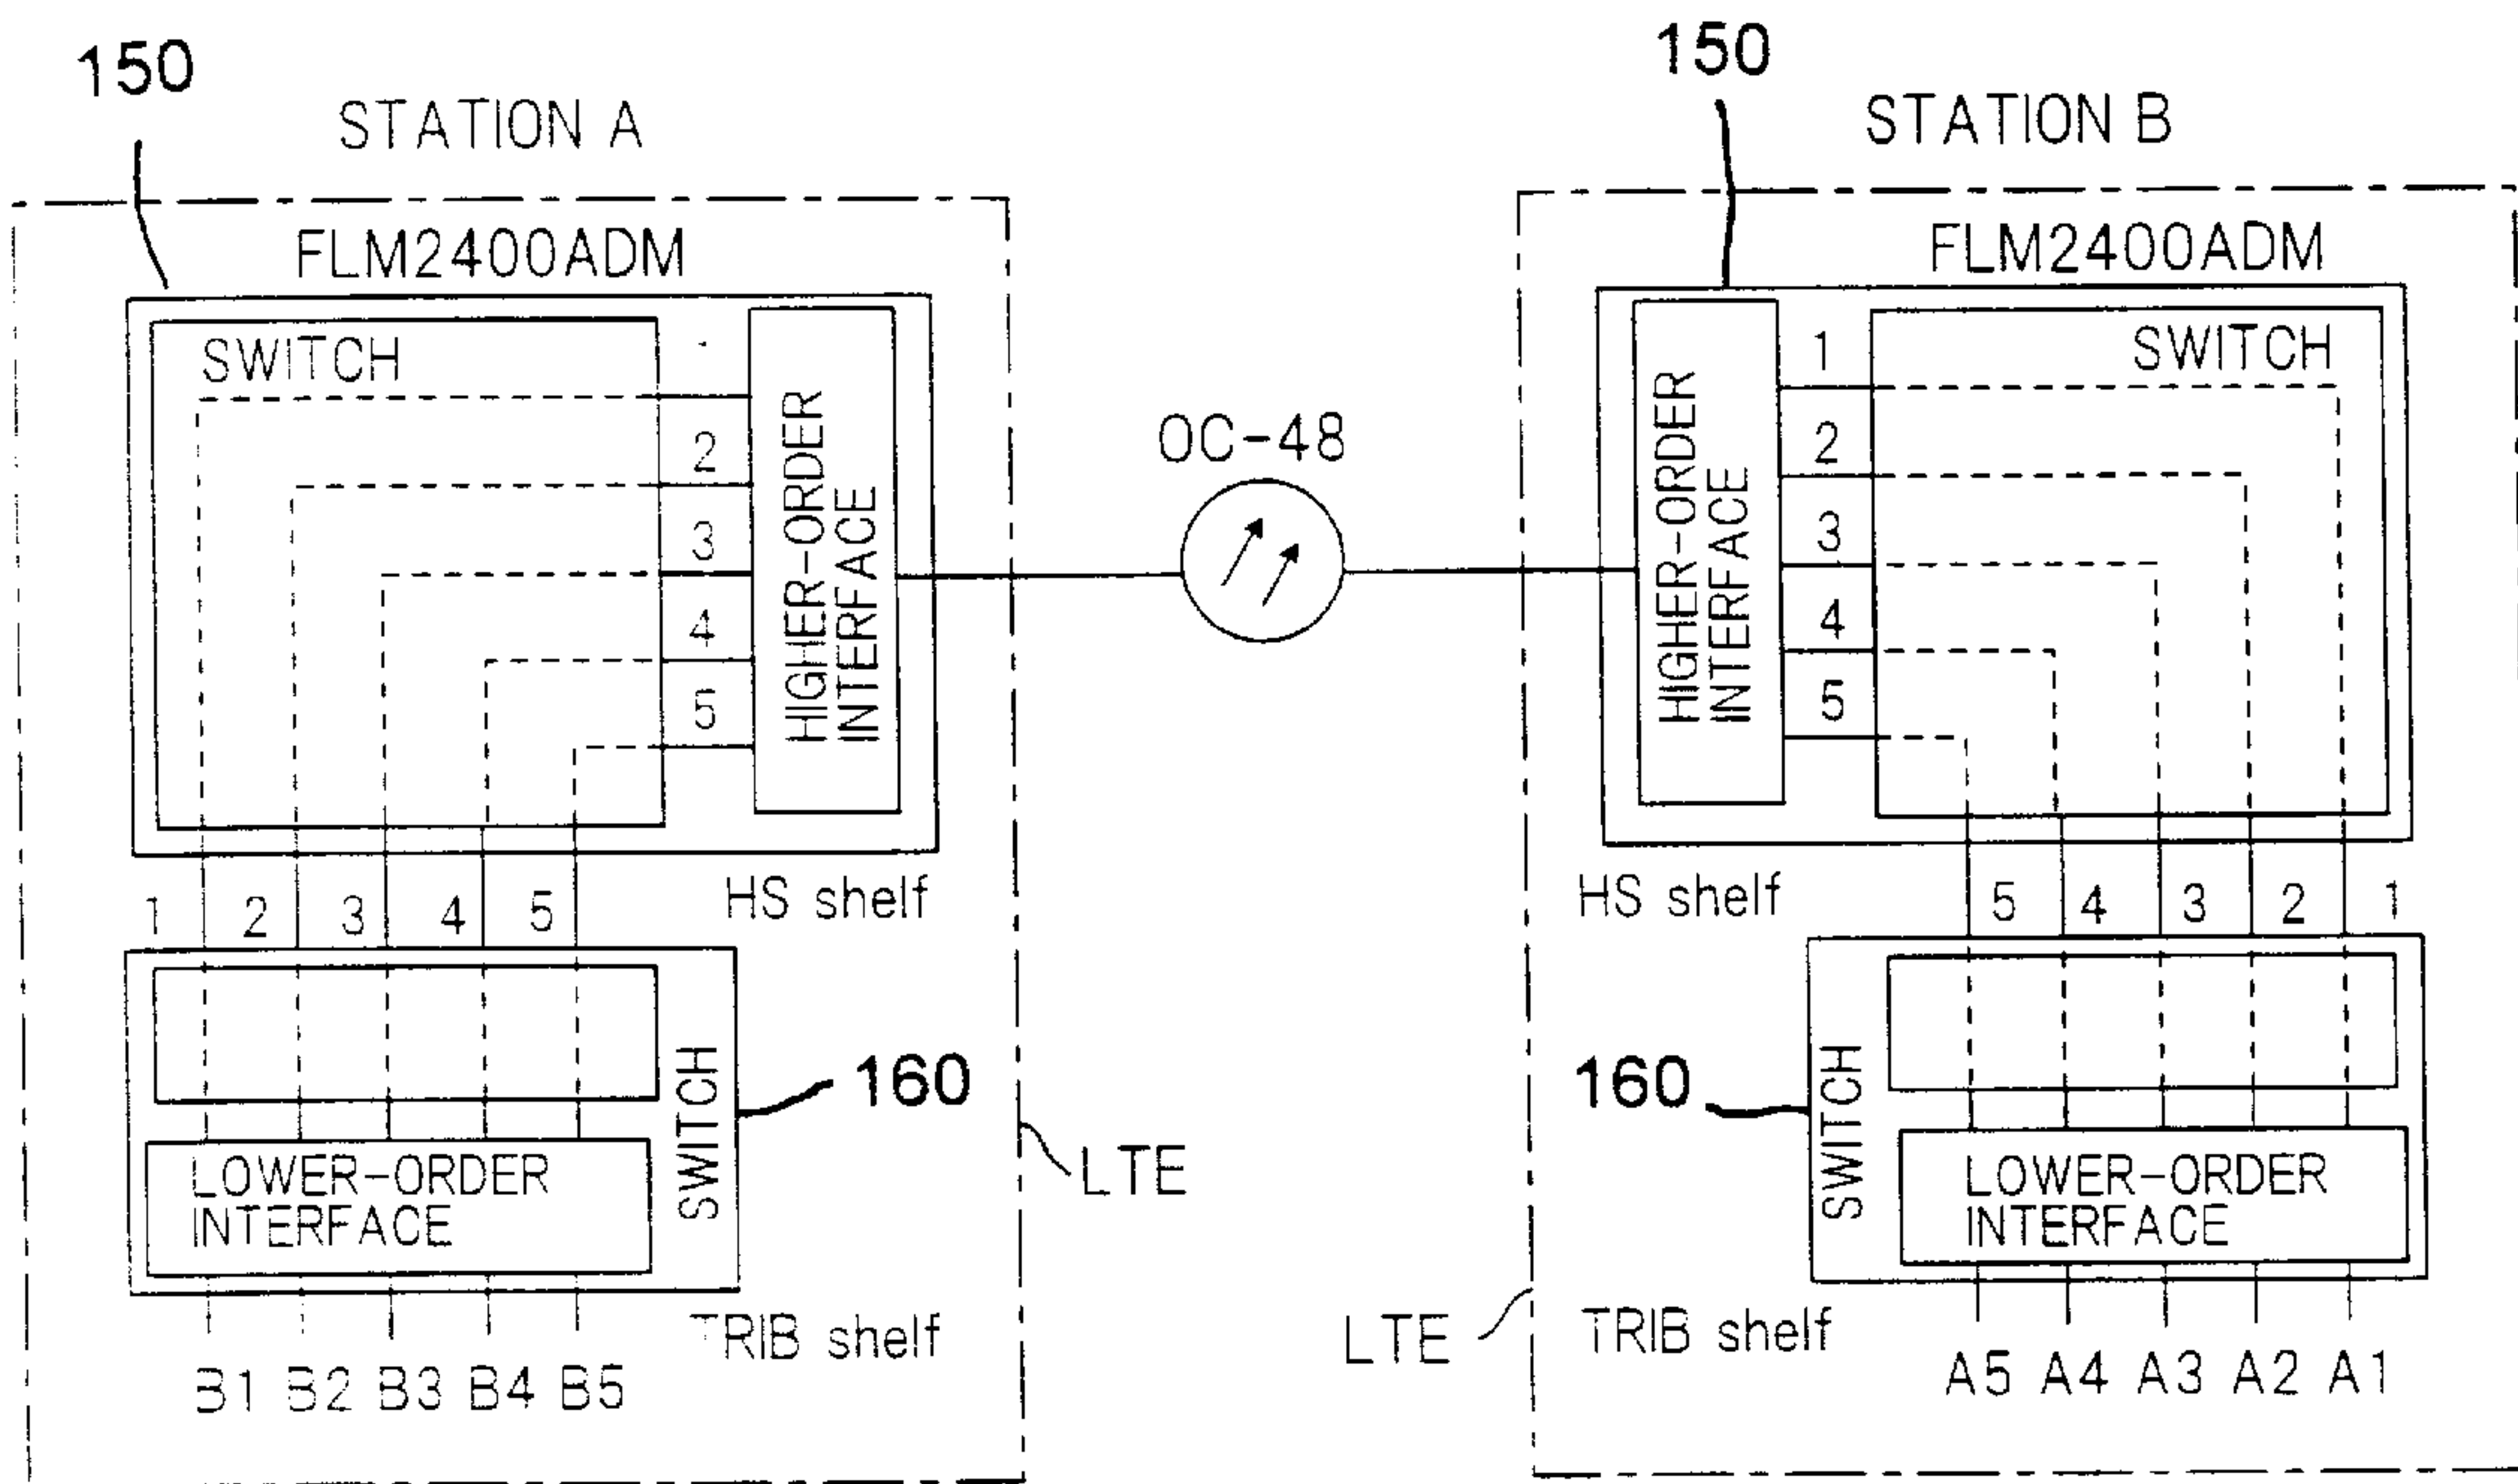 150
STATION A
FLM2400ADM
SWITCH
2
3
4
5
HIGHER-ORDER
INTERFACE
HS shelf
1 2 3 4 5
SWITCH
160
LOWER-ORDER
INTERFACE
LTE
TRIB shelf
B1 B2 B3 B4 B5
OC-48
150
STATION B
FLM2400ADM
HIGHER-ORDER
INTERFACE
1
2
3
4
5
SWITCH
HS shelf
5 4 3 2 1
160
SWITCH
LOWER-ORDER
INTERFACE
LTE
TRIB shelf
A5 A4 A3 A2 A1